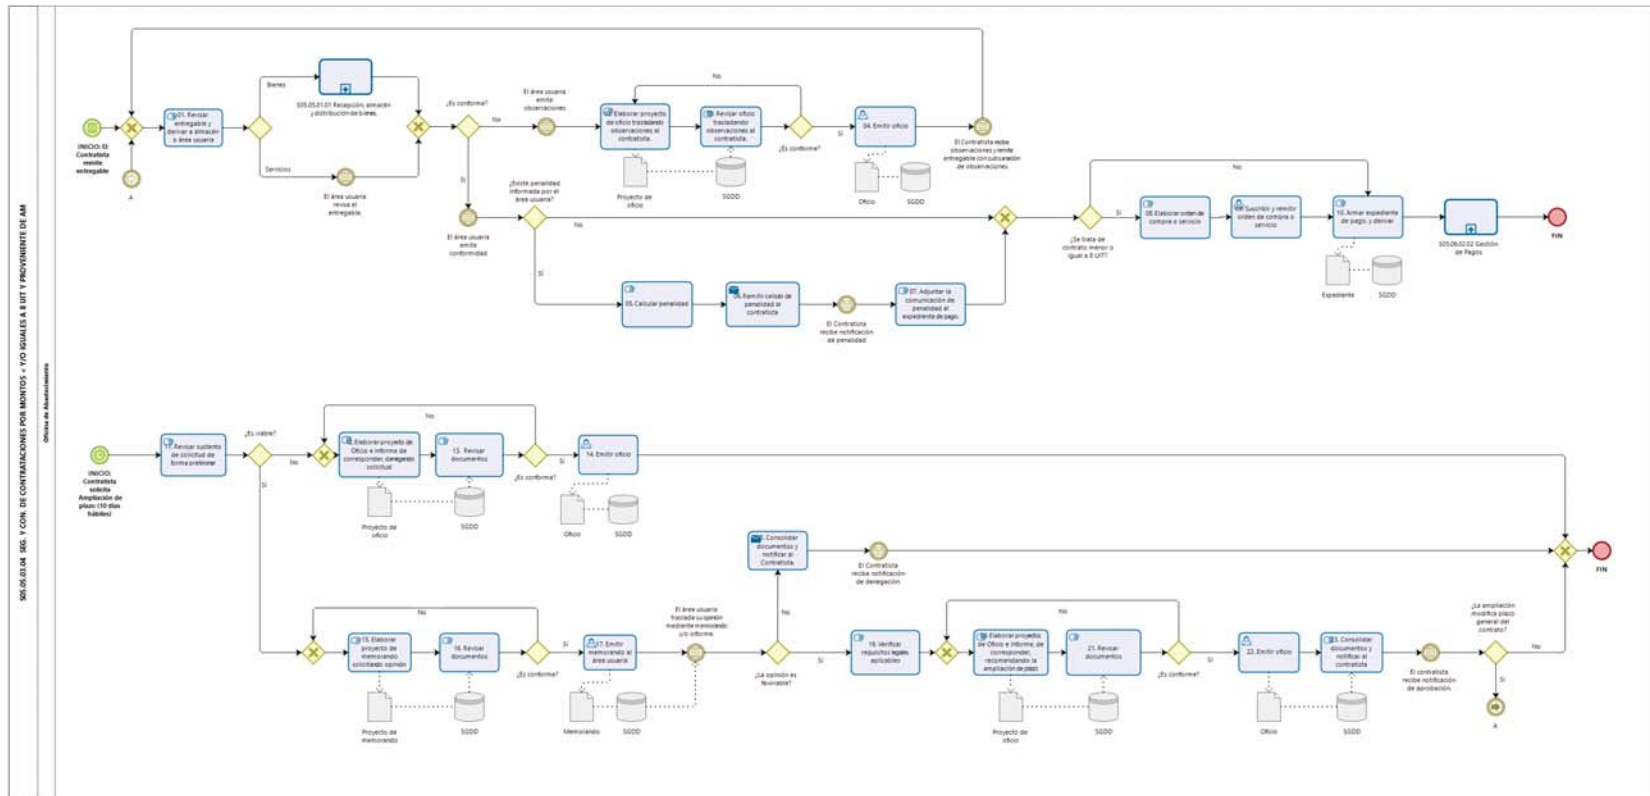 S05.05.03.04 SEG. Y CON. DE CONTRATACIONES POR MONTOS < Y/O IGUALES A 8 UIT Y PROVENIENTE DE AM
Oficina de Abastecimiento
INICIO: El
Contratista
remite
entregable
A
01. Revisar
entregable y
derivar a almacén
o área usuaria
Bienes
S05.05.01.01 Recepción, almacén
y distribución de bienes.
Servicios
El área usuaria
revisa el
entregable.
¿Es conforme?
No
Sí
El área usuaria
emite
observaciones
Elaborar proyecto
de oficio trasladando
observaciones al
contratista.
Proyecto de
oficio
Revisar oficio
trasladando
observaciones al
contratista.
SGDD
No
¿Es conforme?
Sí
04. Emitir oficio
Oficio
SGDD
El Contratista recibe
observaciones y remite
entregable con subsanación
de observaciones.
El área usuaria
emite
conformidad
¿Existe penalidad
informada por el
área usuaria?
No
Sí
05. Calcular penalidad
06. Remitir calculo de
penalidad al
contratista
El Contratista
recibe notificación
de penalidad
07. Adjuntar la
comunicación de
penalidad al
expediente de pago.
¿Se trata de
contrato menor o
igual a 8 UIT?
No
Sí
08. Elaborar orden de
compra o servicio
Suscribir y remitir
orden de compra o
servicio
10. Armar expediente
de pago, y derivar
Expediente
SGDD
S05.06.02.02 Gestión
de Pagos
FIN
INICIO:
Contratista
solicita
Ampliación de
plazo (10 días
hábiles)
11. Revisar sustento
de solicitud de
forma preliminar
¿Es viable?
No
Sí
Elaborar proyecto de
Oficio e informe de
corresponder, denegando
solicitud
Proyecto de
oficio
13. Revisar
documentos
SGDD
No
¿Es conforme?
Sí
14. Emitir oficio
Oficio
SGDD
15. Elaborar
proyecto de
memorando
solicitando opinión
Proyecto de
memorando
16. Revisar
documentos
SGDD
No
¿Es conforme?
Sí
17. Emitir
memorando al
área usuaria
Memorando
SGDD
El área usuaria
traslada su opinión
mediante memorando
y/o informe.
¿La opinión es
favorable?
No
Sí
Consolidar
documentos y
notificar al
Contratista.
El Contratista
recibe notificación
de denegación
19. Verificar
requisitos legales
aplicables
Elaborar proyectos
de Oficio e informe, de
corresponder,
recomendando la
ampliación de plazo
Proyecto de
oficio
21. Revisar
documentos
SGDD
No
¿Es conforme?
Sí
22. Emitir oficio
Oficio
Consolidar
documentos y
notificar al
contratista
SGDD
El contratista
recibe notificación
de aprobación.
¿La ampliación
modifica plazo
general del
contrato?
No
Sí
A
FIN